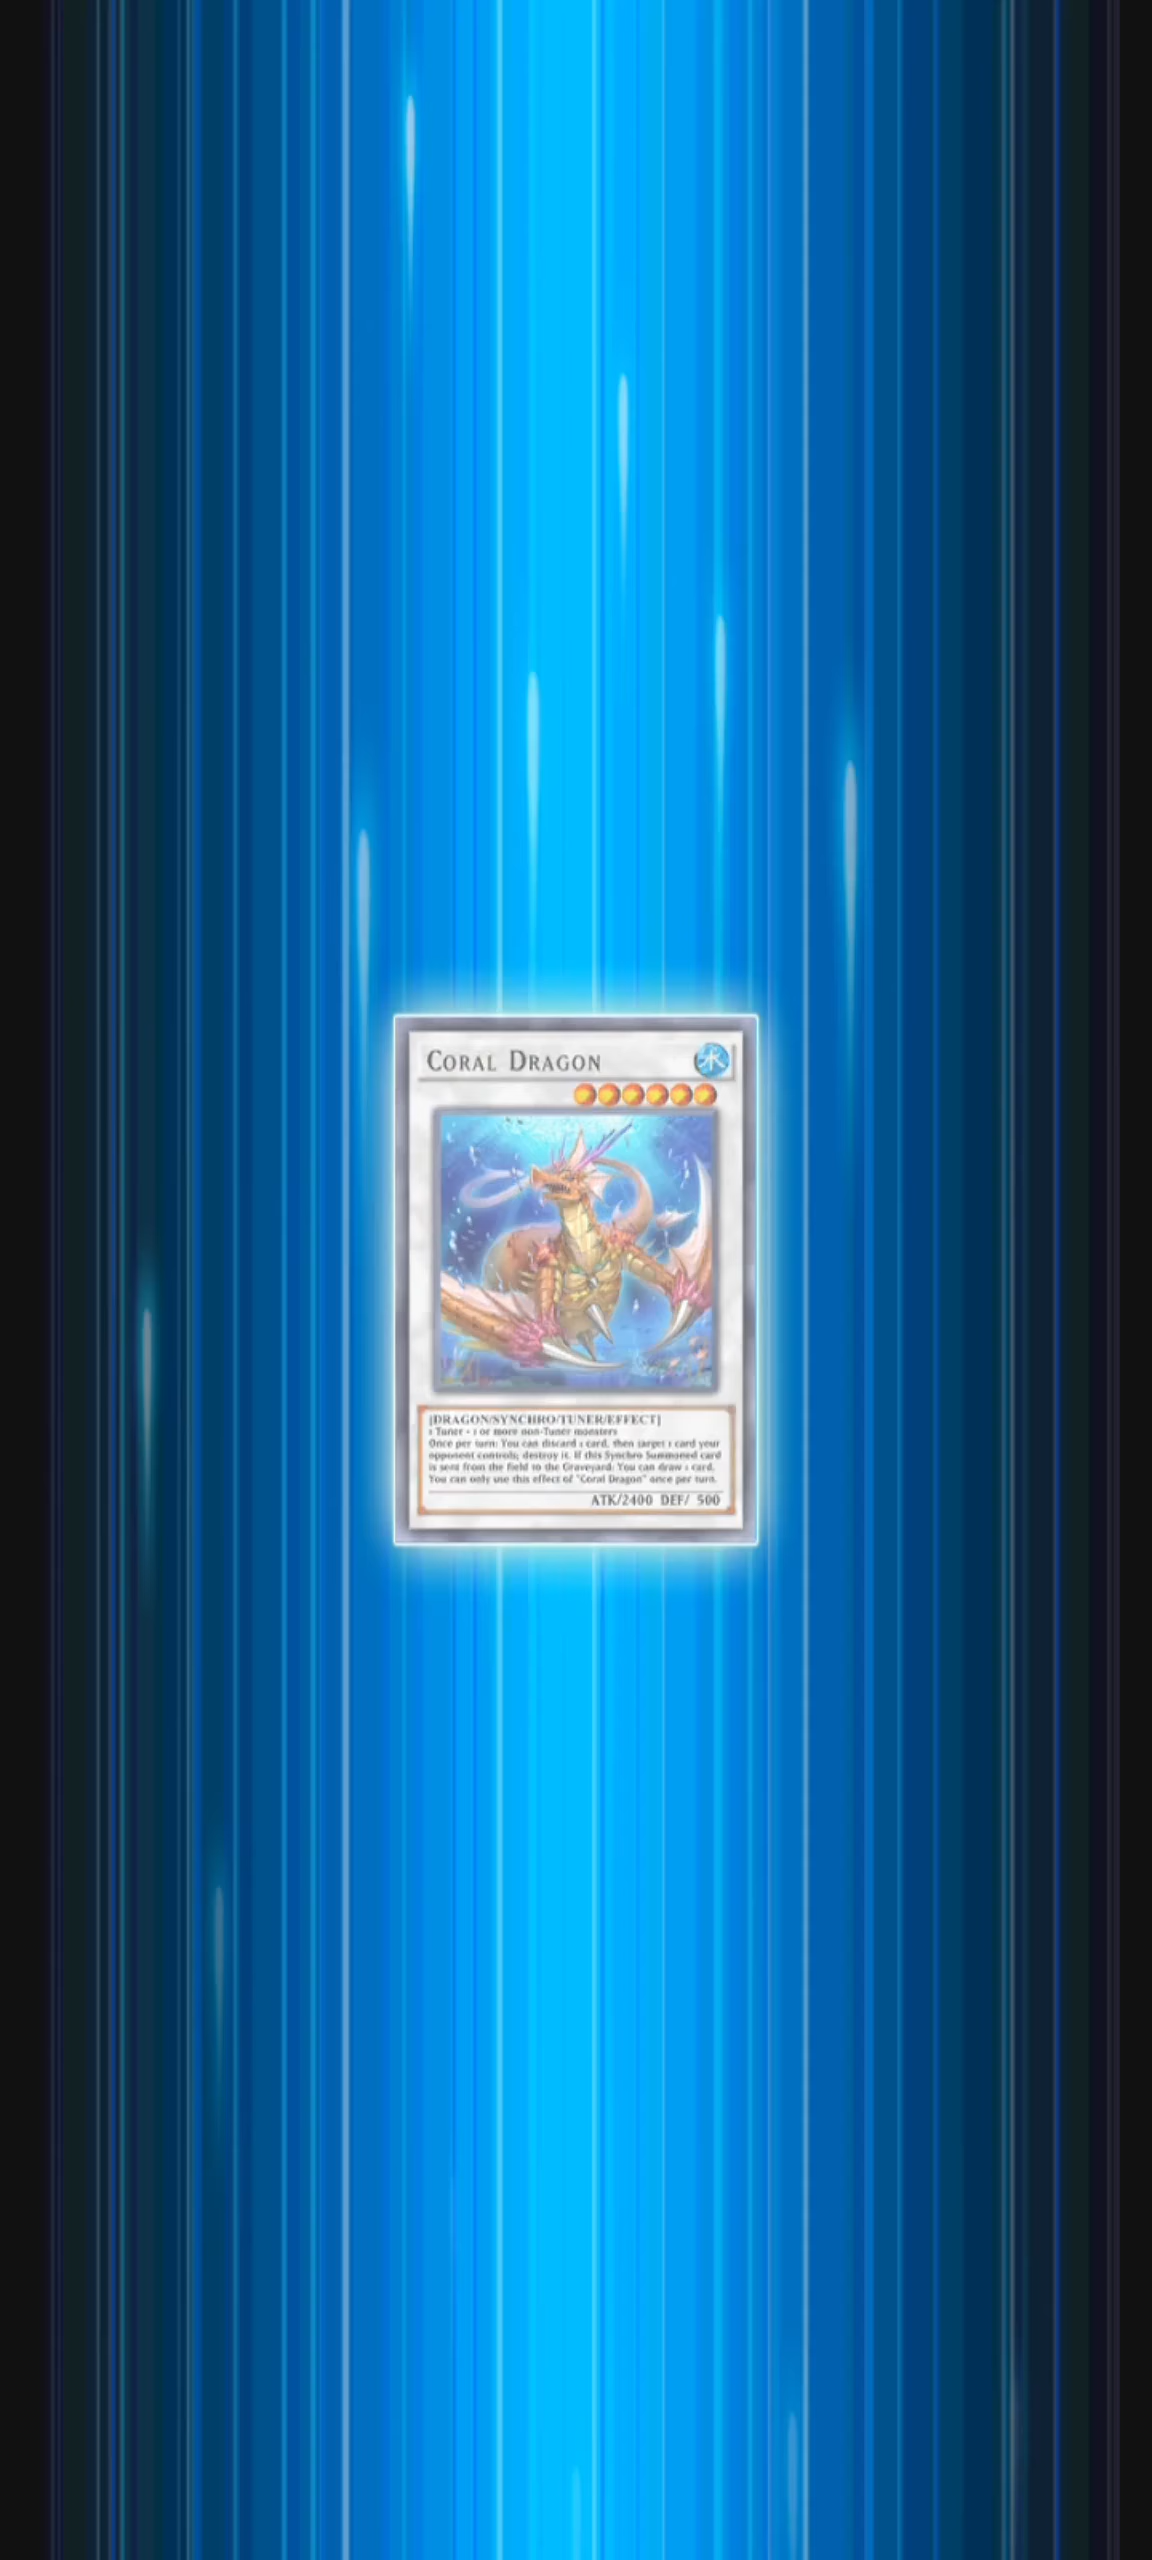 CORAL DRAGON
水
[DRAGON/SYNCHRO/TUNER/EFFECT]
1 Tuner + 1 or more non-Tuner monsters
Once per turn: You can discard 1 card, then target 1 card your
opponent controls; destroy it. If this Synchro Summoned card
is sent from the field to the Graveyard: You can draw 1 card.
You can only use this effect of "Coral Dragon" once per turn.
ATK/2400 DEF/ 500